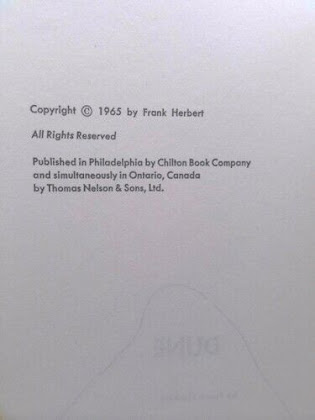 Copyright © 1965 by Frank Herbert
All Rights Reserved
Published in Philadelphia by Chilton Book Company
and simultaneously in Ontario, Canada
by Thomas Nelson & Sons, Ltd.
DUNE